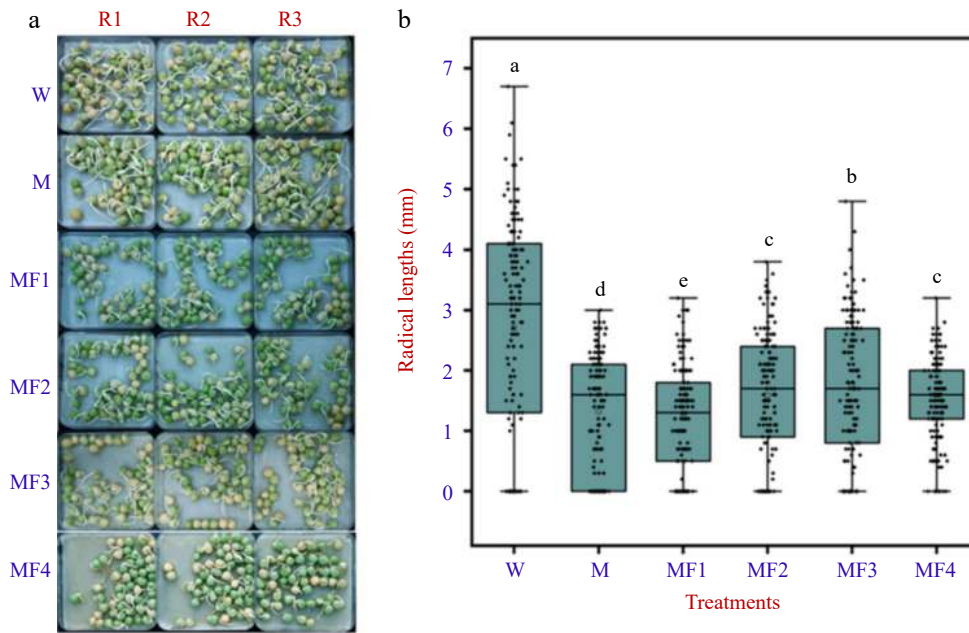 a
R1 R2 R3
W
M
MF1
MF2
MF3
MF4
b
Radical lengths (mm)
7
6
5
4
3
2
1
0
a
d
e
c
b
c
W M MF1 MF2 MF3 MF4
Treatments